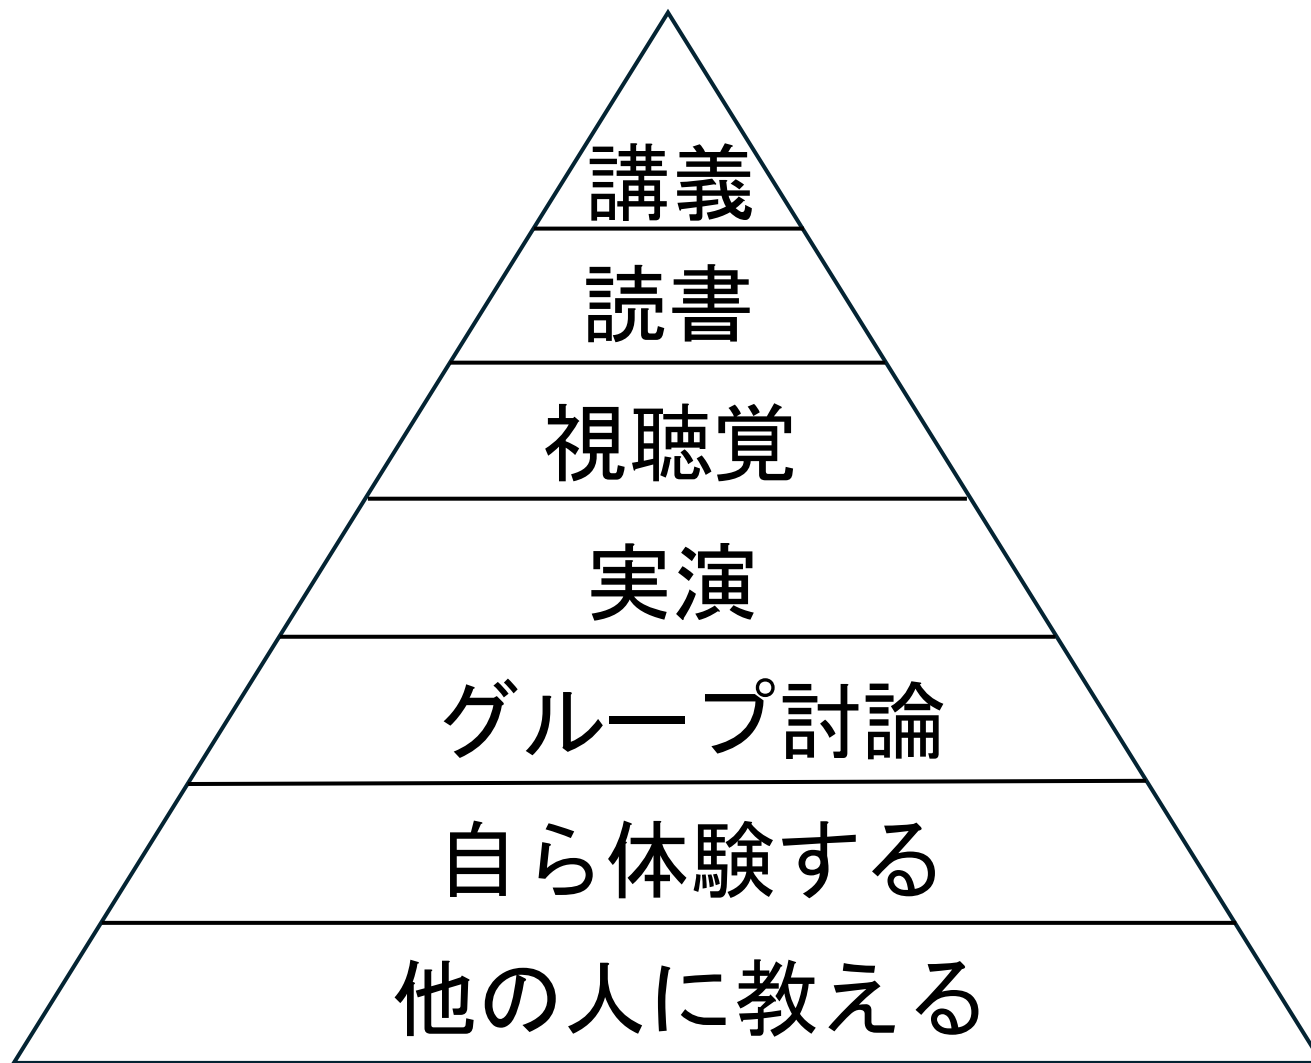 講義
読書
視聴覚
実演
グループ討論
自ら体験する
他の人に教える